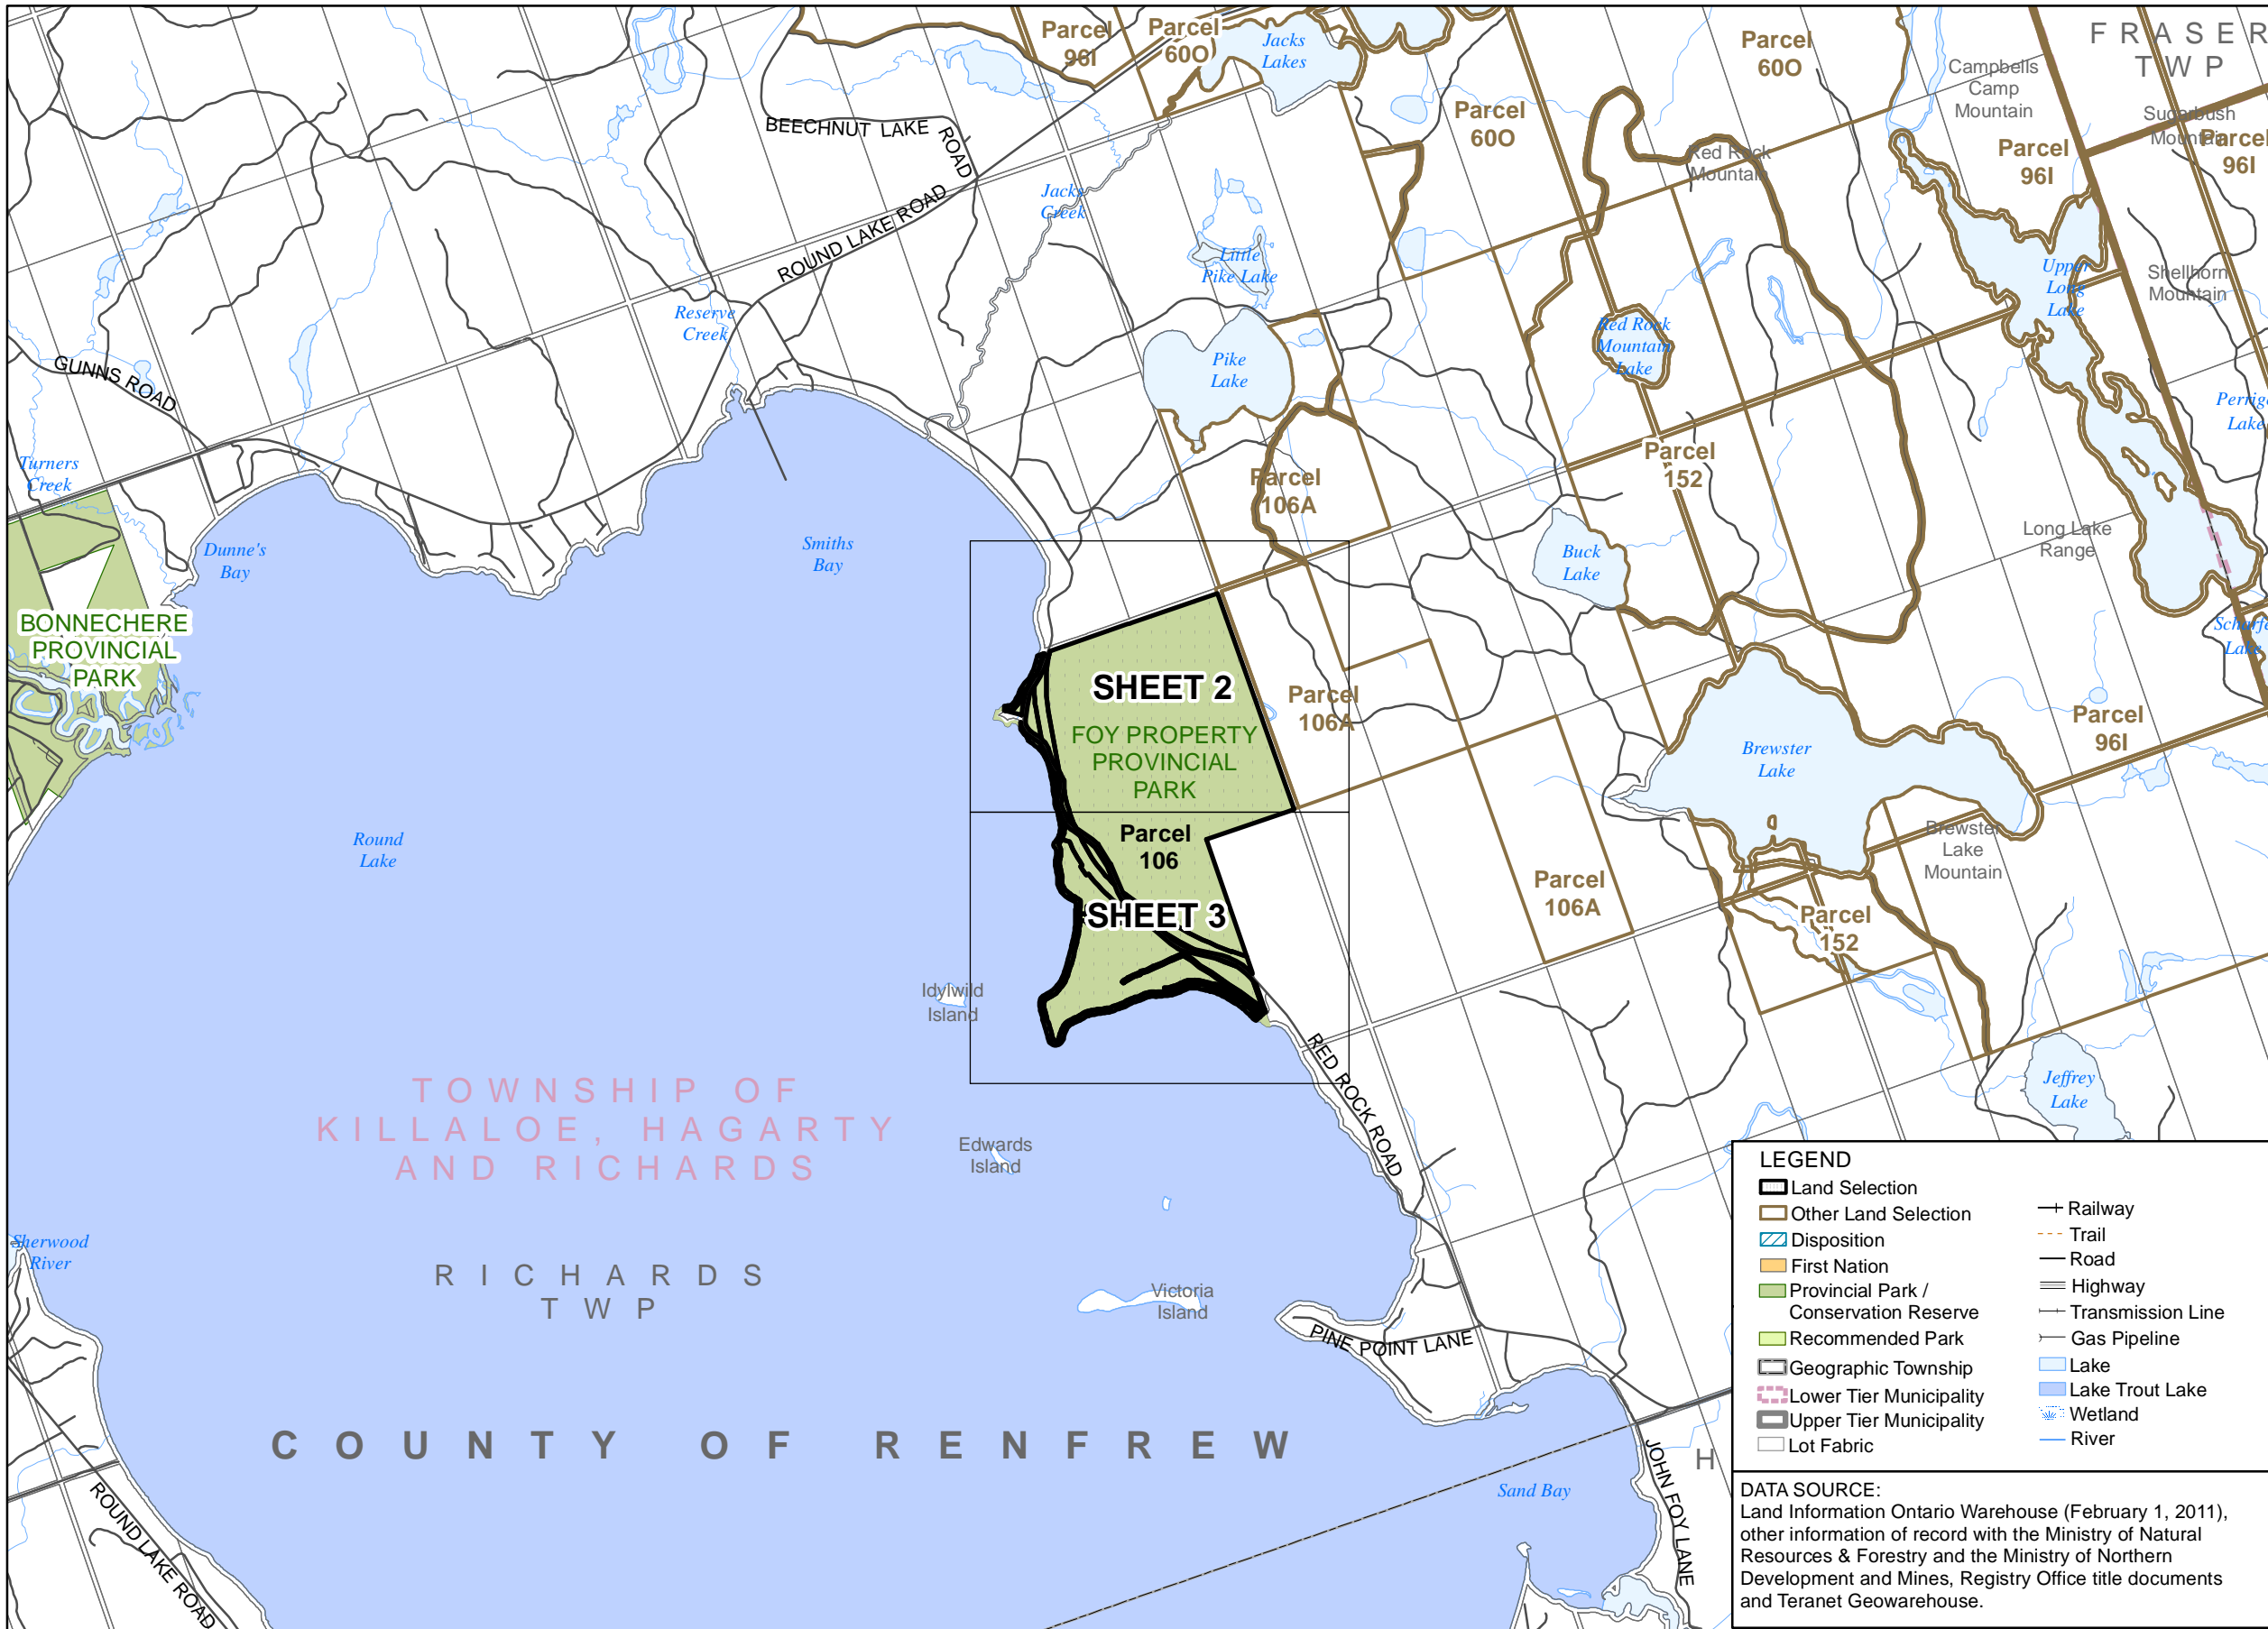 Parcel
96I
Parcel
60O
Jacks
Lakes
Parcel
60O
FRASER
TWP
Campbells
Camp
Mountain
Parcel
60O
Sugarbush
Mountain
Parcel
96I
Parcel
96I
Red Rock
Mountain
BEECHNUT LAKE ROAD
Jacks
Creek
ROUND LAKE ROAD
Little
Pike Lake
Upper
Long
Lake
Shellhorn
Mountain
Reserve
Creek
Red Rock
Mountain
Lake
Pike
Lake
GUNNS ROAD
Lake
Turners
Creek
Parcel
106A
Parcel
152
Long Lake
Range
Dunne's
Bay
Smiths
Bay
Buck
Lake
BONNECHERE
PROVINCIAL
PARK
Lake
SHEET 2
FOY PROPERTY
PROVINCIAL
PARK
Parcel
106A
Parcel
96I
Brewster
Lake
Round
Lake
Parcel
106
Brewster
Lake
Mountain
Parcel
106A
SHEET 3
Parcel
152
Idylwild
Island
RED ROCK ROAD
Jeffrey
Lake
TOWNSHIP OF
KILLALOE, HAGARTY
AND RICHARDS
Edwards
Island
Sherwood
River
RICHARDS
TWP
Victoria
Island
PINE POINT LANE
COUNTY OF RENFREW
H
Sand Bay
JOHN FOY LANE
ROUND LAKE ROAD
LEGEND
Land Selection
Other Land Selection
Disposition
First Nation
Provincial Park /
Conservation Reserve
Recommended Park
Geographic Township
Lower Tier Municipality
Upper Tier Municipality
Lot Fabric
Railway
Trail
Road
Highway
Transmission Line
Gas Pipeline
Lake
Lake Trout Lake
Wetland
River
DATA SOURCE:
Land Information Ontario Warehouse (February 1, 2011),
other information of record with the Ministry of Natural
Resources & Forestry and the Ministry of Northern
Development and Mines, Registry Office title documents
and Teranet Geowarehouse.